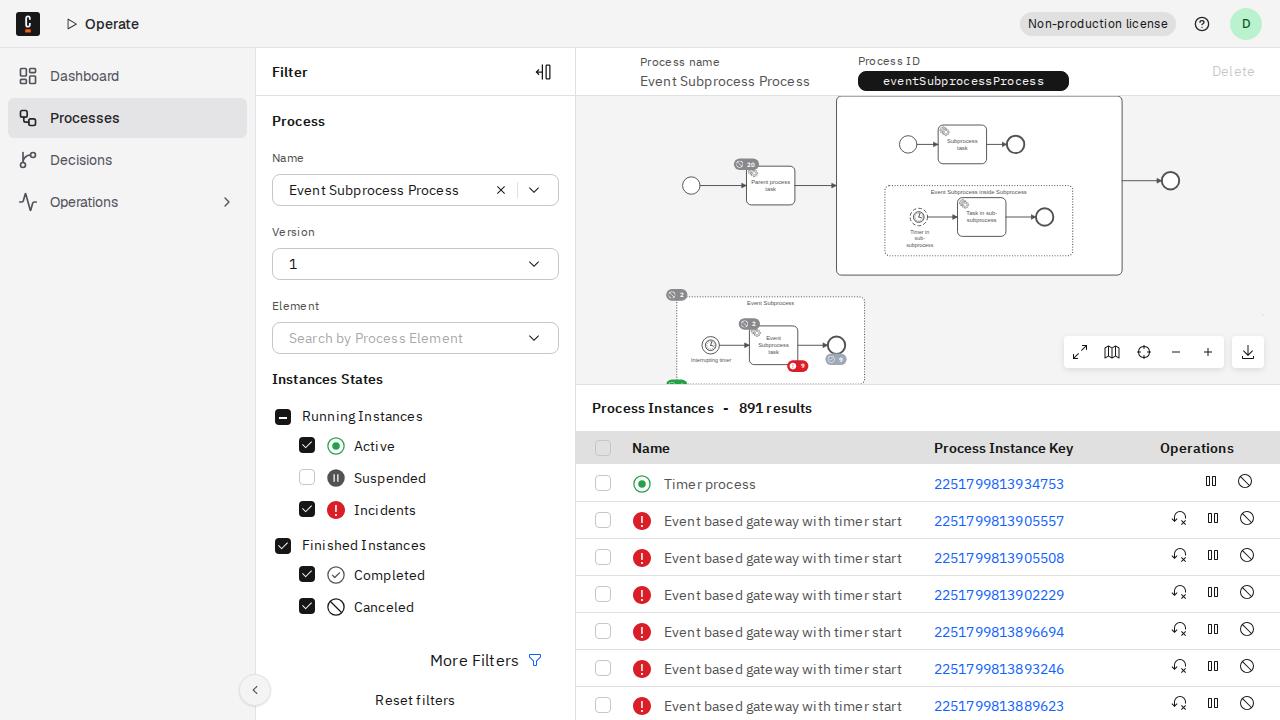 C
Operate
Non-production license
D
Dashboard
Processes
Decisions
Operations
Filter
Process
Name
Event Subprocess Process
Version
1
Element
Search by Process Element
Instances States
Running Instances
Active
Suspended
Incidents
Finished Instances
Completed
Canceled
More Filters
Reset filters
Process name
Event Subprocess Process
Process ID
eventSubprocessProcess
Delete
20
Parent process
task
Subprocess
task
Event Subprocess inside Subprocess
Task in sub-
subprocess
Timer in
sub-
subprocess
2
Event Subprocess
2
Event
Subprocess
task
Interrupting timer
9
9
Process Instances - 891 results
Name Process Instance Key Operations
Timer process 2251799813934753
Event based gateway with timer start 2251799813905557
Event based gateway with timer start 2251799813905508
Event based gateway with timer start 2251799813902229
Event based gateway with timer start 2251799813896694
Event based gateway with timer start 2251799813893246
Event based gateway with timer start 2251799813889623